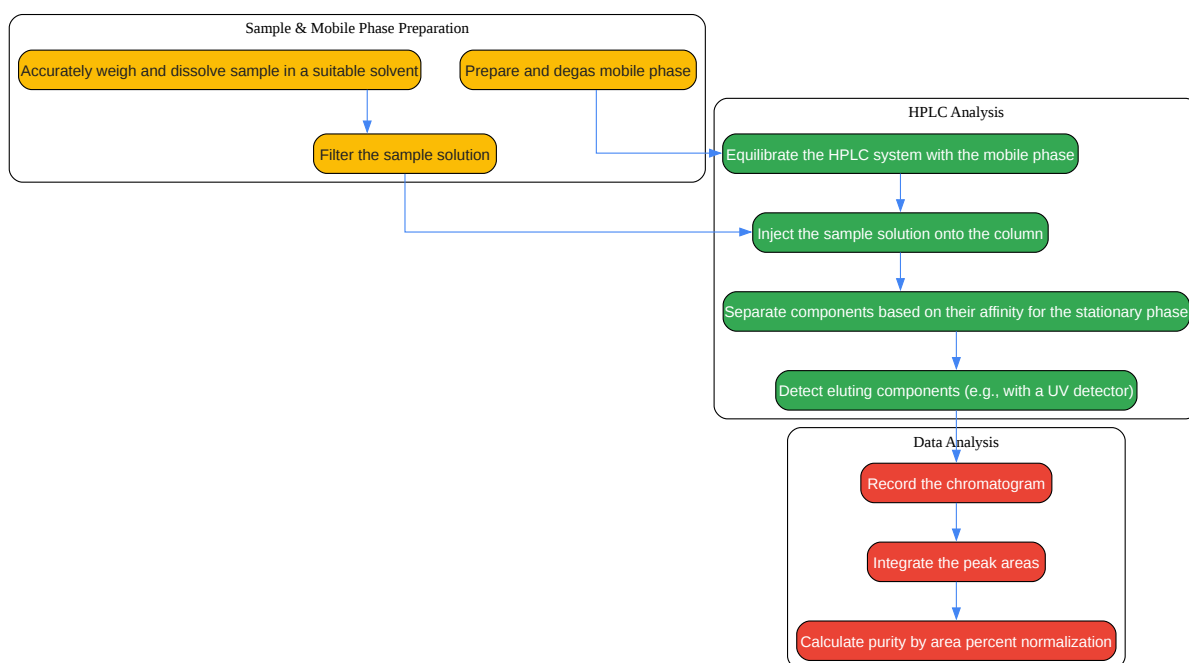 Sample & Mobile Phase Preparation
Accurately weigh and dissolve sample in a suitable solvent
Prepare and degas mobile phase
Filter the sample solution
HPLC Analysis
Equilibrate the HPLC system with the mobile phase
Inject the sample solution onto the column
Separate components based on their affinity for the stationary phase
Detect eluting components (e.g., with a UV detector)
Data Analysis
Record the chromatogram
Integrate the peak areas
Calculate purity by area percent normalization